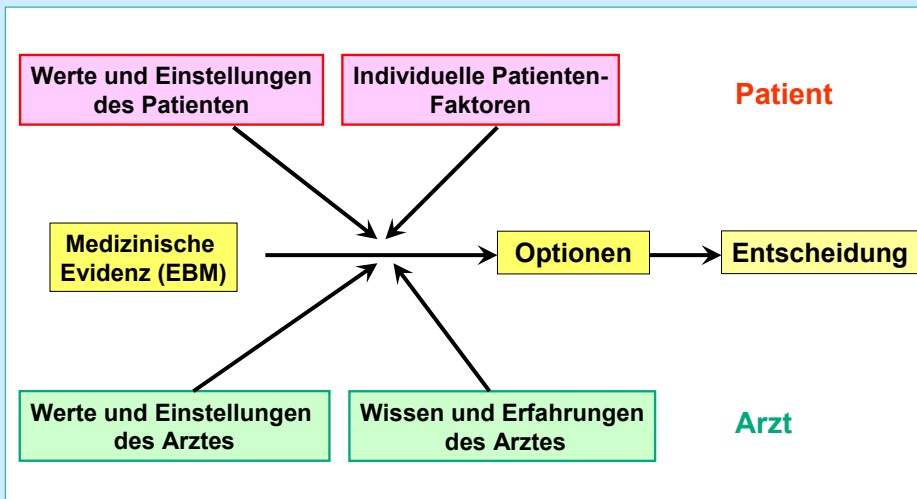 Werte und Einstellungen
des Patienten
Individuelle Patienten-
Faktoren
Patient
Medizinische
Evidenz (EBM)
Optionen
Entscheidung
Werte und Einstellungen
des Arztes
Wissen und Erfahrungen
des Arztes
Arzt